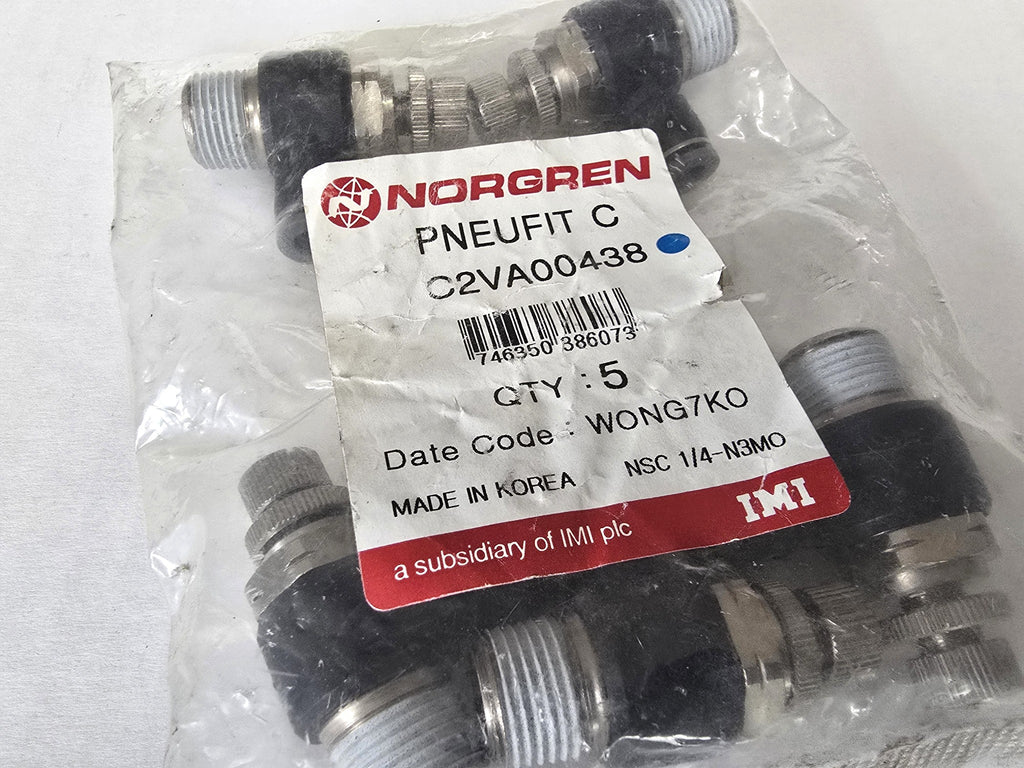 NORGREN
PNEUFIT C
C2VA00438
746350 386073
QTY : 5
Date Code : WONG7KO
MADE IN KOREA NSC 1/4-N3MO
a subsidiary of IMI plc IMI